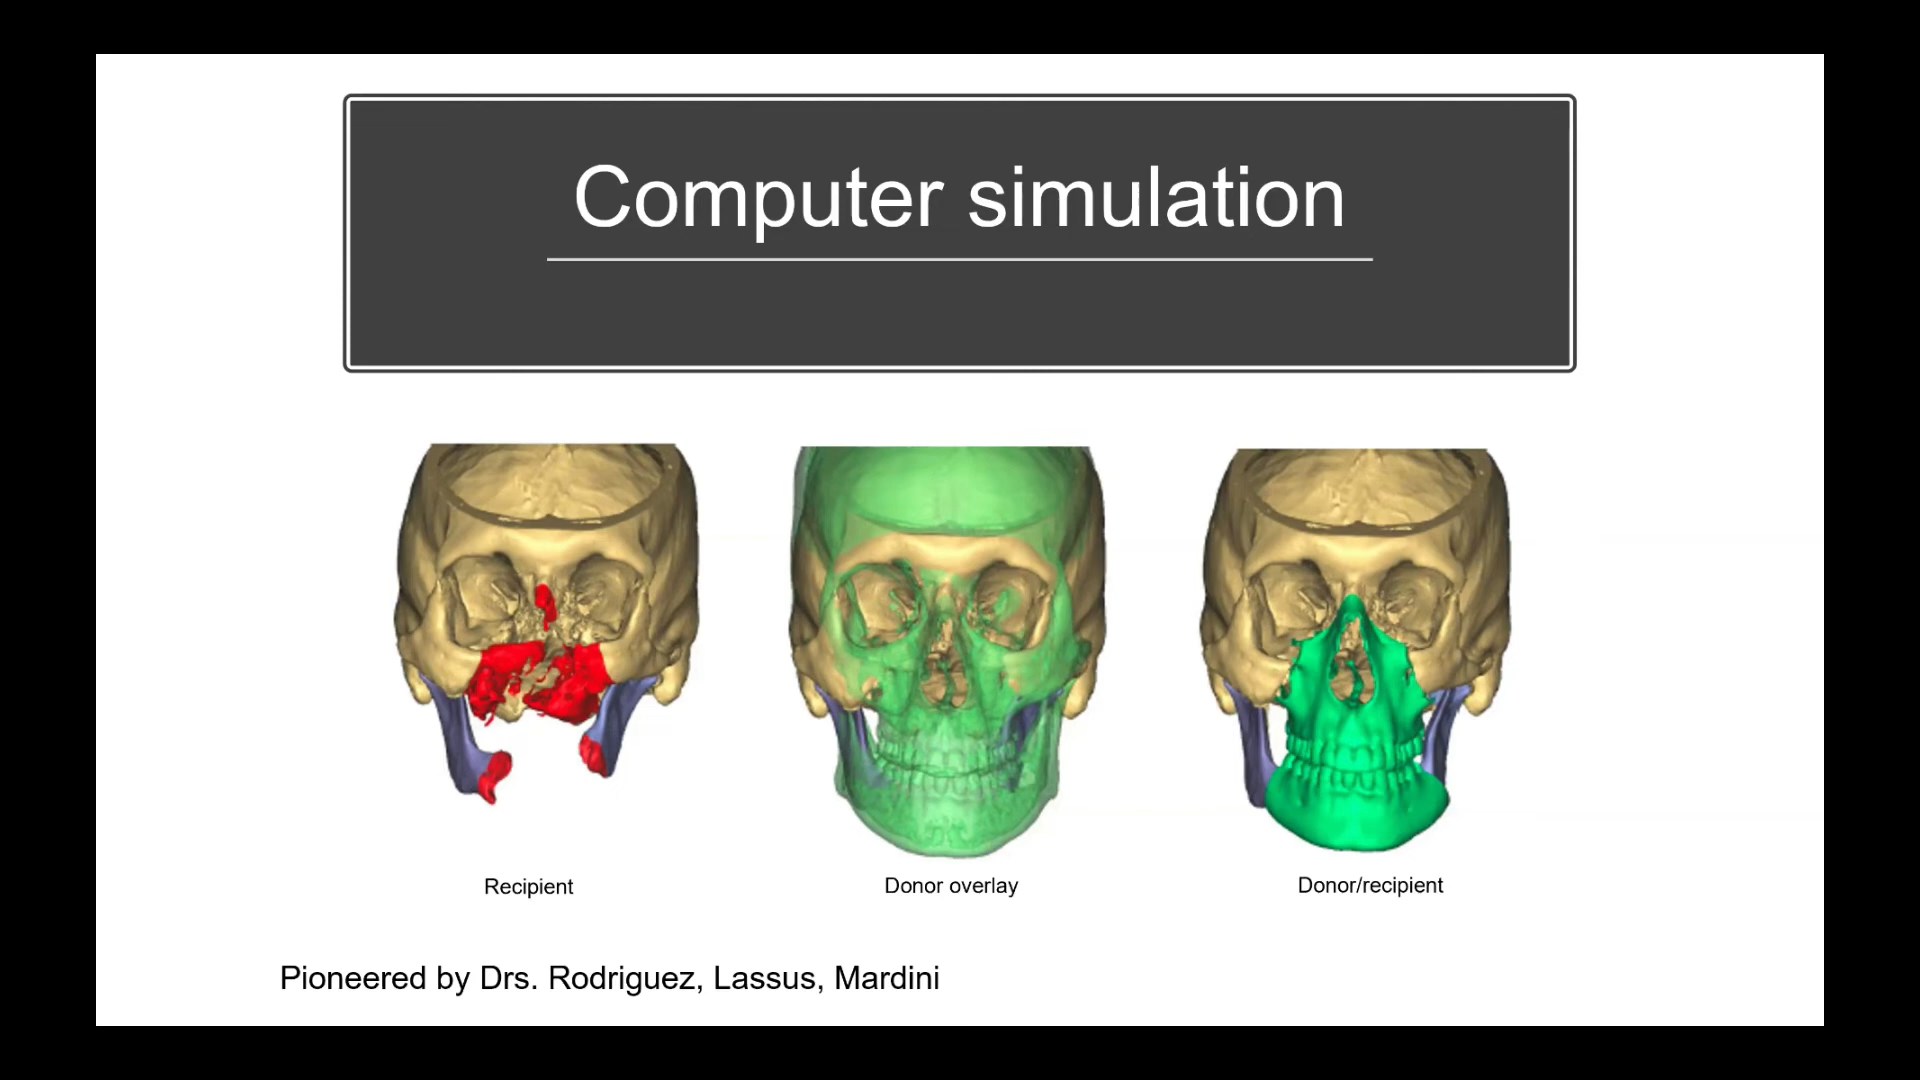 Computer simulation
Recipient
Donor overlay
Donor/recipient
Pioneered by Drs. Rodriguez, Lassus, Mardini